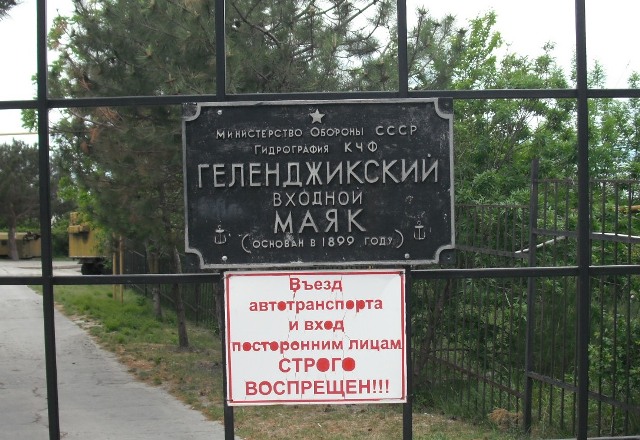 Министерство Обороны СССР
Гидрография КЧФ
ГЕЛЕНДЖИКСКИЙ
ВХОДНОЙ
МАЯК
(ОСНОВАН В 1899 ГОДУ)
Въезд
автотранспорта
и вход
посторонним лицам
СТРОГО
ВОСПРЕЩЕН!!!